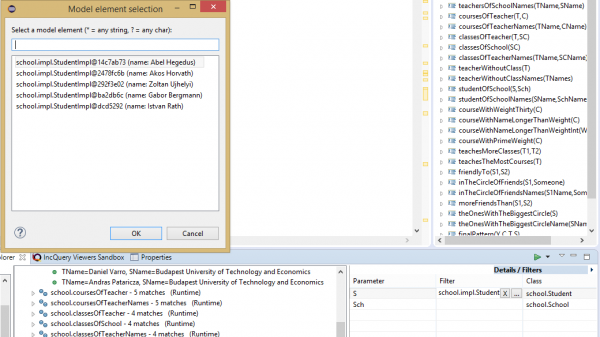 Model element selection
Select a model element (* = any string, ? = any char):
school.impl.StudentImpl@14c7ab73 (name: Abel Hegedus)
school.impl.StudentImpl@2478fc6b (name: Akos Horvath)
school.impl.StudentImpl@292f3e02 (name: Zoltan Ujhelyi)
school.impl.StudentImpl@ba2db6c (name: Gabor Bergmann)
school.impl.StudentImpl@dcd5292 (name: Istvan Rath)
?
OK
Cancel
teachersOfSchoolNames(TName,SName)
coursesOfTeacher(T,C)
coursesOfTeacherNames(TName,CName)
classesOfTeacher(T,SC)
classesOfSchool(SC)
classesOfTeacherNames(TName,SCName)
teacherWithoutClass(T)
teacherWithoutClassNames(TNames)
studentOfSchool(S,Sch)
studentOfSchoolNames(SName,SchName
courseWithWeightThirty(C)
courseWithNameLongerThanWeight(C)
courseWithNameLongerThanWeightInt(W
courseWithPrimeWeight(C)
teachesMoreClasses(T1,T2)
teachesTheMostCourses(T)
friendlyTo(S1,S2)
inTheCircleOfFriends(S1,Someone)
inTheCircleOfFriendsNames(S1Name,Som
moreFriendsThan(S1,S2)
theOnesWithTheBiggestCircle(S)
theOnesWithTheBiggestCircleName(SNam
finalPattern(Y,C,T,S)
plorer
IncQuery Viewers Sandbox
Properties
TName=Daniel Varro, SName=Budapest University of Technology and Economics
TName=Andras Pataricza, SName=Budapest University of Technology and Economics
school.coursesOfTeacher - 5 matches (Runtime)
school.coursesOfTeacherNames - 5 matches (Runtime)
school.classesOfTeacher - 4 matches (Runtime)
school.classesOfSchool - 4 matches (Runtime)
school.classesOfTeacherNames - 4 matches (Runtime)
Details / Filters
Parameter Filter Class
S school.impl.Student X ... school.Student
Sch school.School